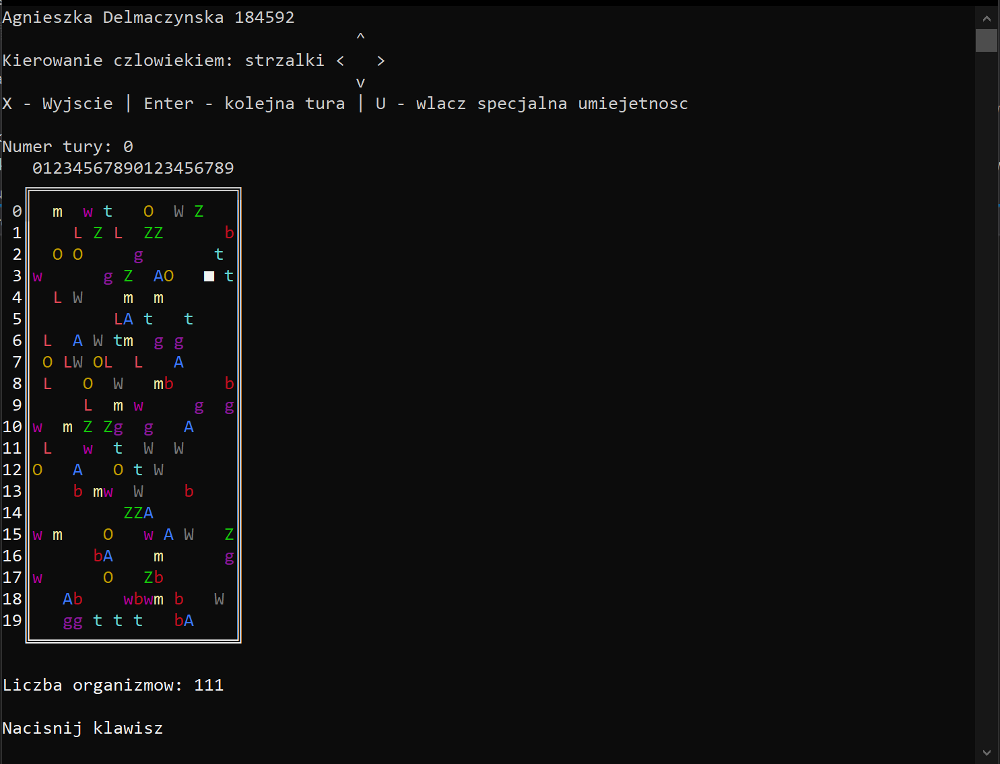 Agnieszka Delmaczynska 184592
^
Kierowanie czlowiekiem: strzalki <   >
v
X - Wyjscie | Enter - kolejna tura | U - wlacz specjalna umiejetnosc
Numer tury: 0
01234567890123456789
0 m w t O W Z
1 L Z L ZZ b
2 O O g t
3 w g Z AO ■ t
4 L W m m
5 LA t t
6 L A W tm g g
7 O LW OL L A
8 L O W mb b
9 L m w g g
10 w m Z Zg g A
11 L w t W W
12 O A O t W
13 b mw W b
14 ZZA
15 w m O w A W Z
16 bA m g
17 w O Zb
18 Ab wbwm b W
19 gg t t t bA
Liczba organizmow: 111
Nacisnij klawisz